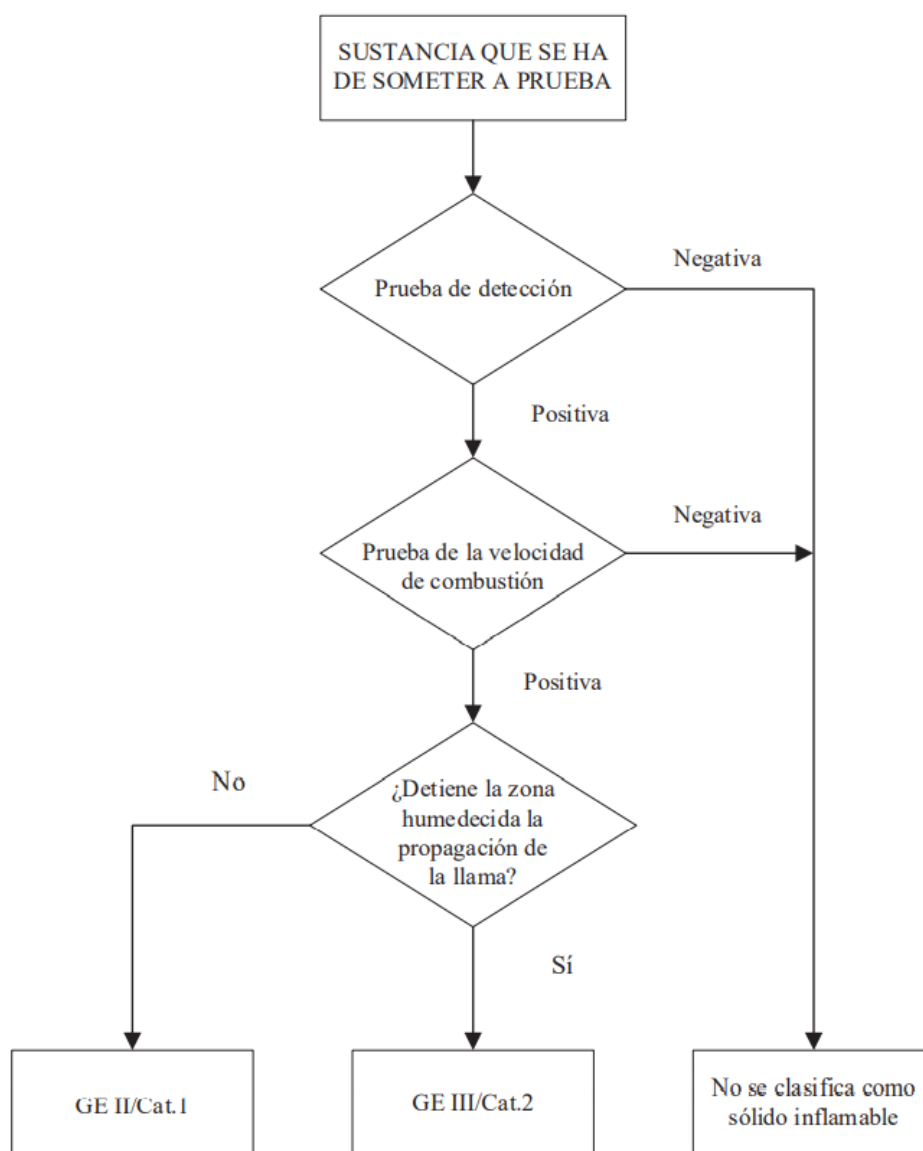 SUSTANCIA QUE SE HA
DE SOMETER A PRUEBA
Negativa
Prueba de detección
Positiva
Negativa
Prueba de la velocidad
de combustión
Positiva
No
¿Detiene la zona
humedecida la
propagación de
la llama?
Sí
GE II/Cat.1
GE III/Cat.2
No se clasifica como
sólido inflamable